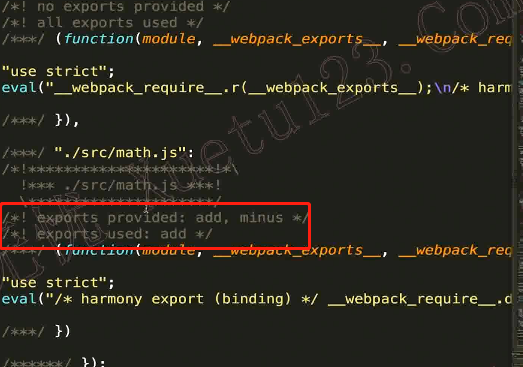 /*! no exports provided */
/*! all exports used */
/***/ (function(module, __webpack_exports__, __webpack_req
"use strict";
eval("__webpack_require__.r(__webpack_exports__);\n/* harm
/***/ }),
/***/ "./src/math.js":
/*!*********************!*\
!*** ./src/math.js ***!
\*********************/
/*! exports provided: add, minus */
/*! exports used: add */
/***/ (function(module, __webpack_exports__, __webpack_req
"use strict";
eval("/* harmony export (binding) */ __webpack_require__.d
/***/ })
/******/ });
Xuetu123.Com